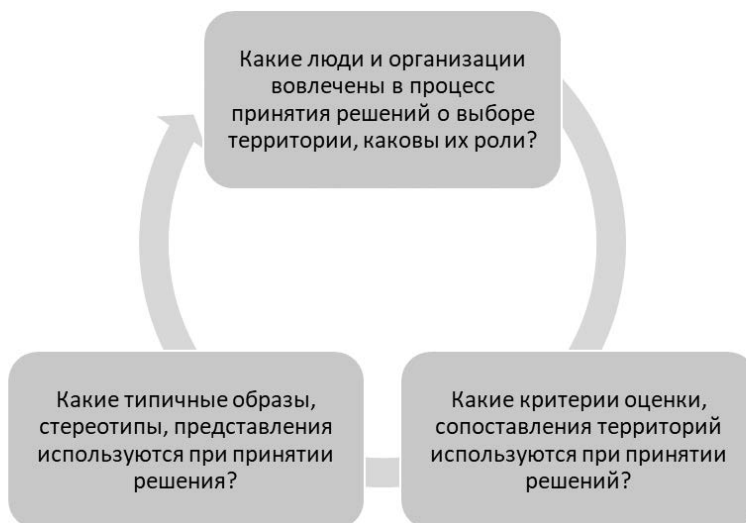 Какие люди и организации
вовлечены в процесс
принятия решений о выборе
территории, каковы их роли?
Какие типичные образы,
стереотипы, представления
используются при принятии
решения?
Какие критерии оценки,
сопоставления территорий
используются при принятии
решений?